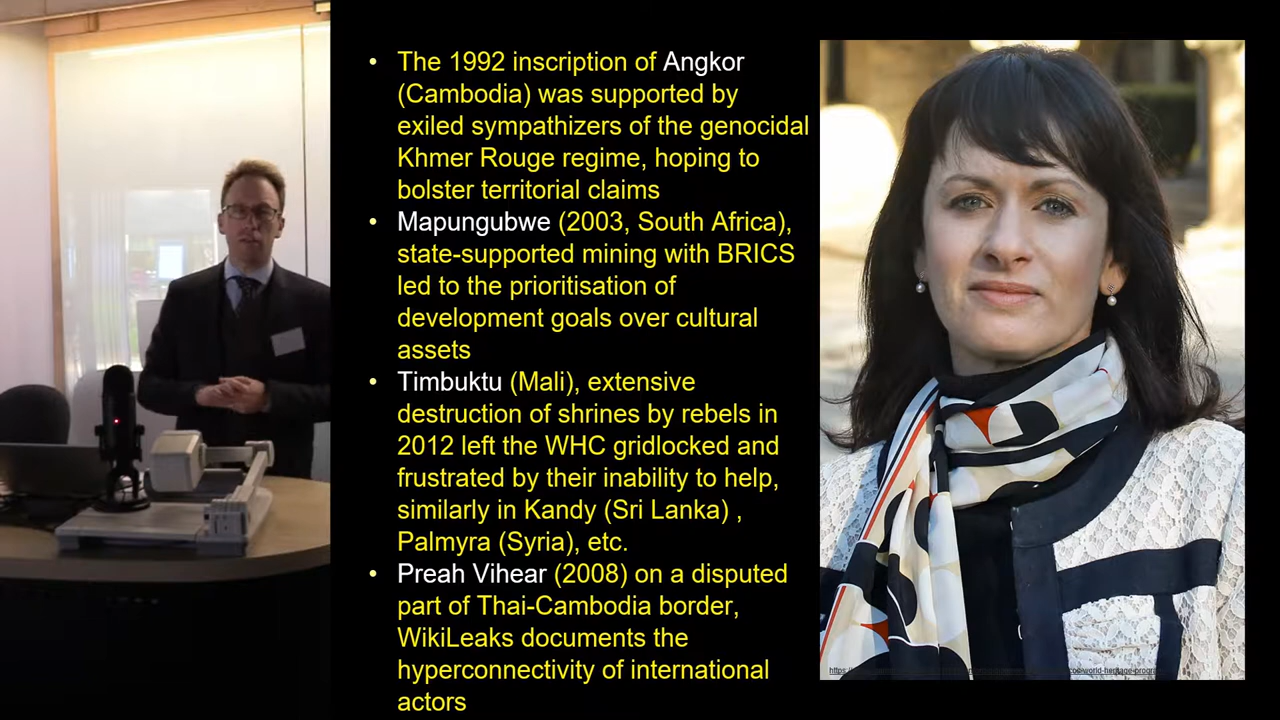 • The 1992 inscription of Angkor
(Cambodia) was supported by
exiled sympathizers of the genocidal
Khmer Rouge regime, hoping to
bolster territorial claims
• Mapungubwe (2003, South Africa),
state-supported mining with BRICS
led to the prioritisation of
development goals over cultural
assets
• Timbuktu (Mali), extensive
destruction of shrines by rebels in
2012 left the WHC gridlocked and
frustrated by their inability to help,
similarly in Kandy (Sri Lanka) ,
Palmyra (Syria), etc.
• Preah Vihear (2008) on a disputed
part of Thai-Cambodia border,
WikiLeaks documents the
hyperconnectivity of international
actors